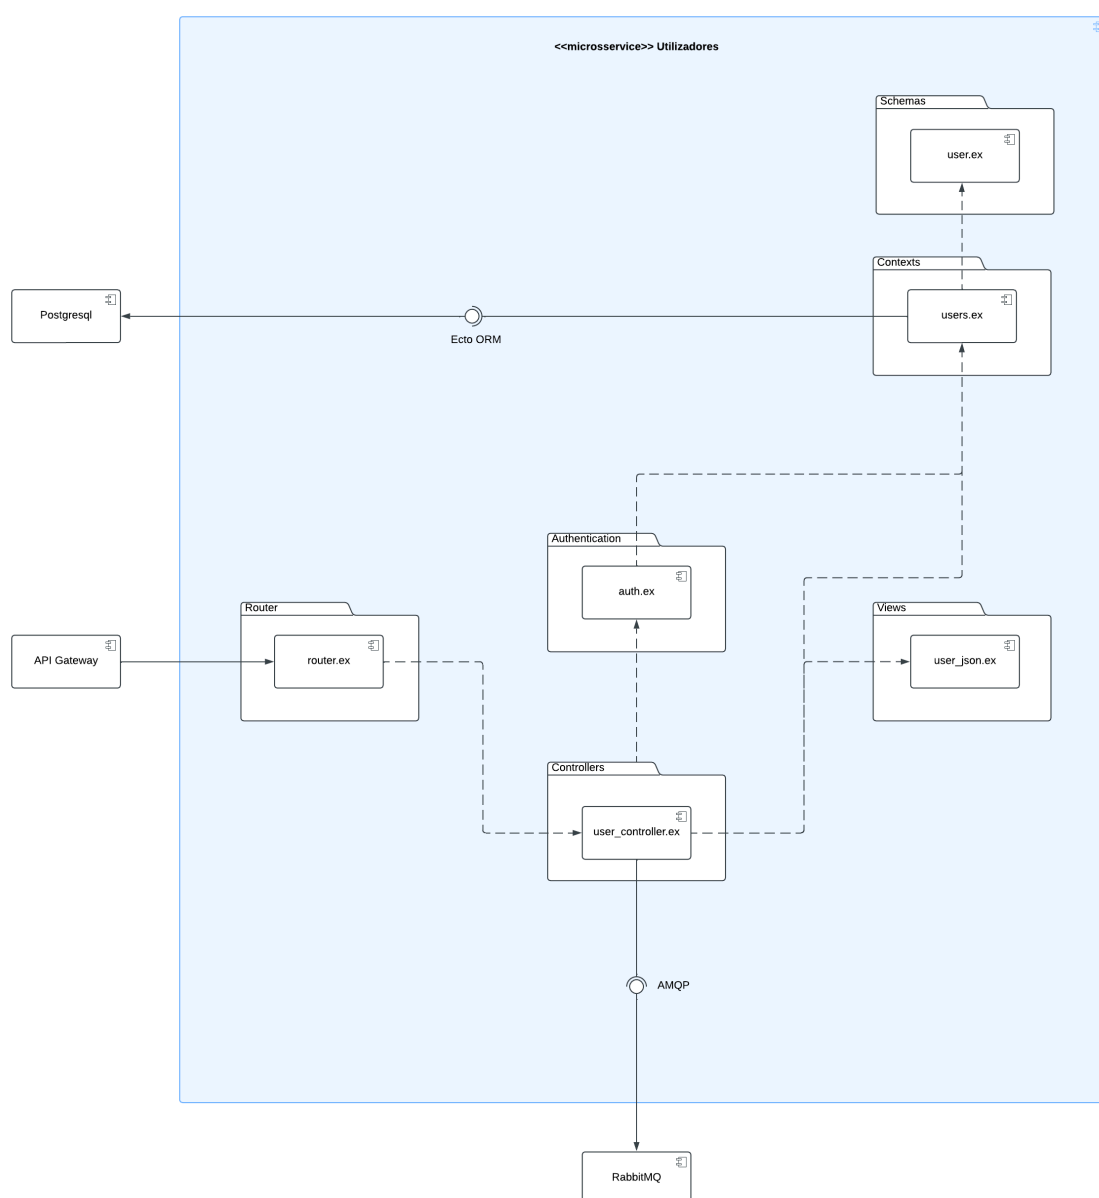 <<microsservice>> Utilizadores
Schemas
user.ex
Contexts
users.ex
Postgresql
Ecto ORM
Authentication
auth.ex
Router
router.ex
API Gateway
Views
user_json.ex
Controllers
user_controller.ex
AMQP
RabbitMQ